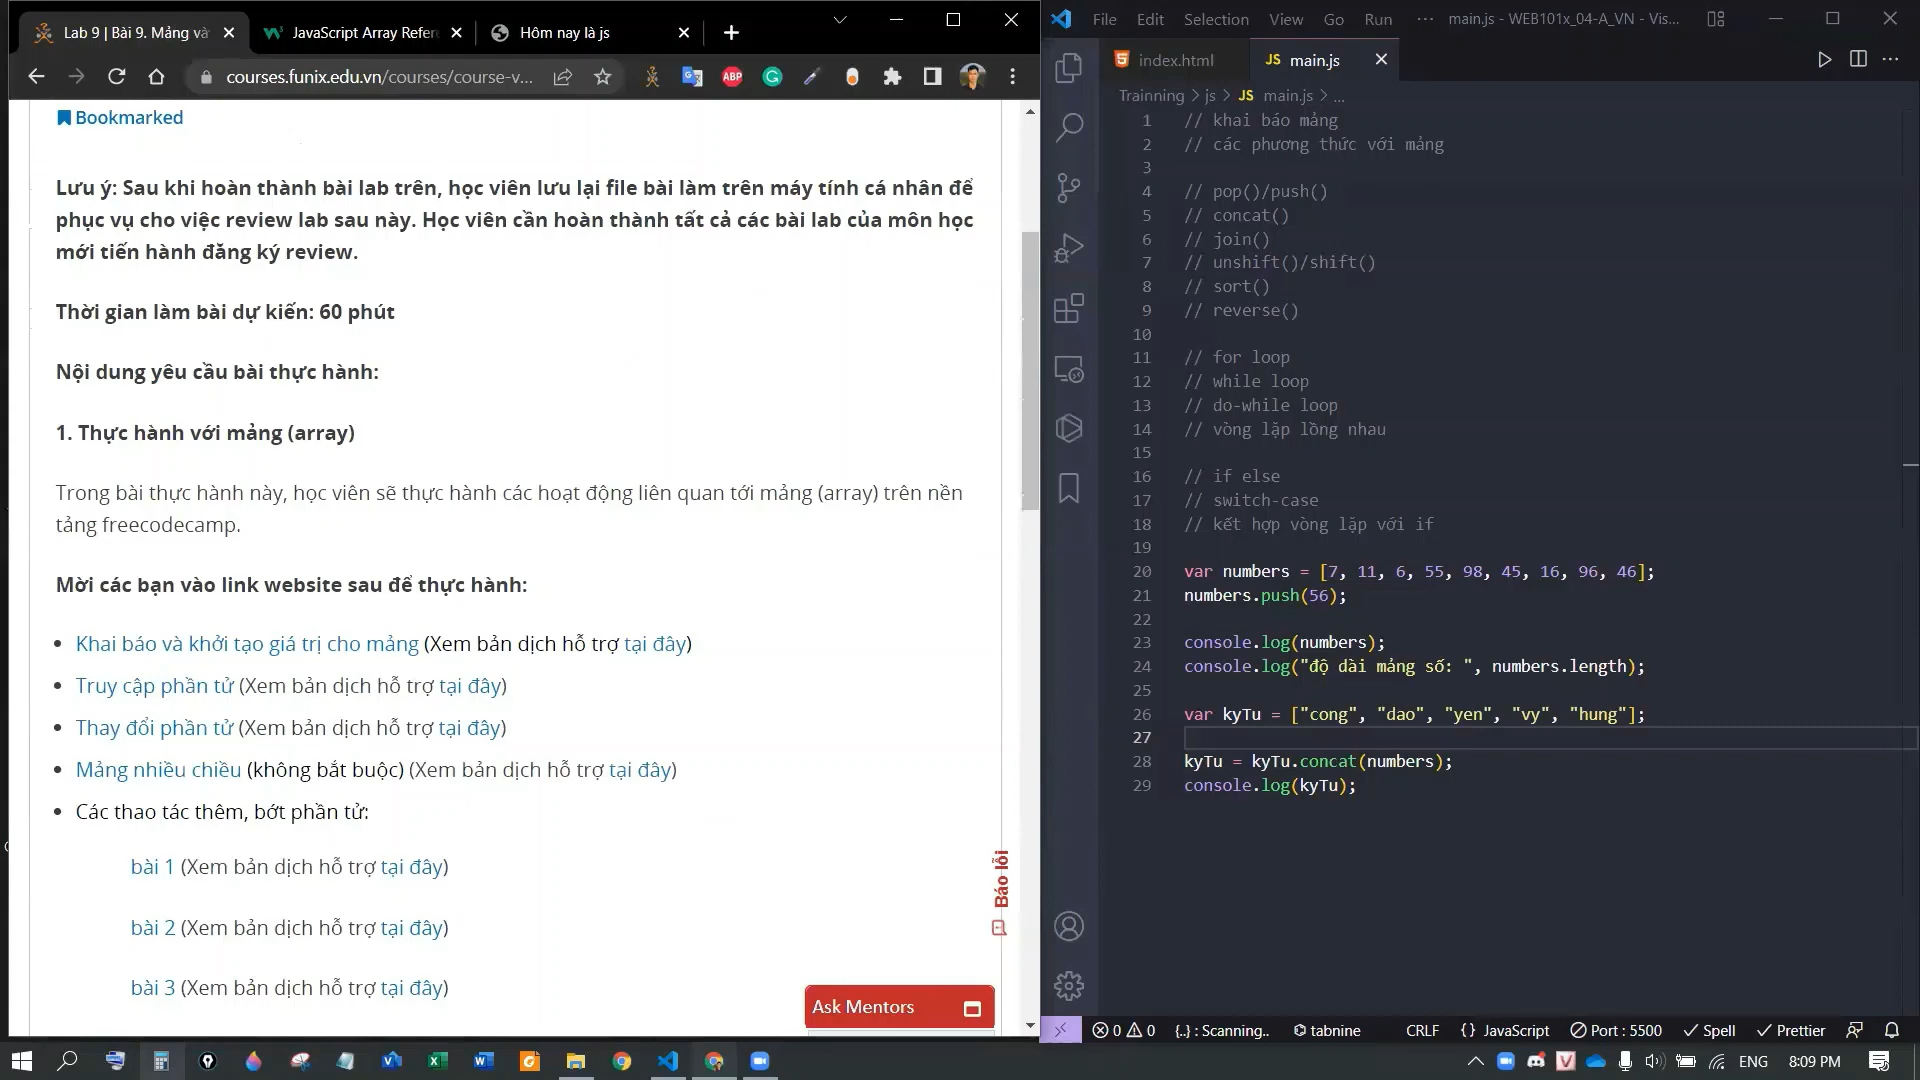 Lab 9 | Bài 9. Mảng và
JavaScript Array Refer
Hôm nay là js
courses.funix.edu.vn/courses/course-v...
ABP
Bookmarked
Lưu ý: Sau khi hoàn thành bài lab trên, học viên lưu lại file bài làm trên máy tính cá nhân để
phục vụ cho việc review lab sau này. Học viên cần hoàn thành tất cả các bài lab của môn học
mới tiến hành đăng ký review.
Thời gian làm bài dự kiến: 60 phút
Nội dung yêu cầu bài thực hành:
1. Thực hành với mảng (array)
Trong bài thực hành này, học viên sẽ thực hành các hoạt động liên quan tới mảng (array) trên nền
tảng freecodecamp.
Mời các bạn vào link website sau để thực hành:
Khai báo và khởi tạo giá trị cho mảng (Xem bản dịch hỗ trợ tại đây)
Truy cập phần tử (Xem bản dịch hỗ trợ tại đây)
Thay đổi phần tử (Xem bản dịch hỗ trợ tại đây)
Mảng nhiều chiều (không bắt buộc) (Xem bản dịch hỗ trợ tại đây)
Các thao tác thêm, bớt phần tử:
bài 1 (Xem bản dịch hỗ trợ tại đây)
bài 2 (Xem bản dịch hỗ trợ tại đây)
bài 3 (Xem bản dịch hỗ trợ tại đây)
Báo lỗi
Ask Mentors
File Edit Selection View Go Run ··· main.js - WEB101x_04-A_VN - Vis...
index.html
JS main.js
Trainning > js > JS main.js > ...
1 // khai báo mảng
2 // các phương thức với mảng
3
4 // pop()/push()
5 // concat()
6 // join()
7 // unshift()/shift()
8 // sort()
9 // reverse()
10
11 // for loop
12 // while loop
13 // do-while loop
14 // vòng lặp lồng nhau
15
16 // if else
17 // switch-case
18 // kết hợp vòng lặp với if
19
20 var numbers = [7, 11, 6, 55, 98, 45, 16, 96, 46];
21 numbers.push(56);
22
23 console.log(numbers);
24 console.log("độ dài mảng số: ", numbers.length);
25
26 var kyTu = ["cong", "dao", "yen", "vy", "hung"];
27
28 kyTu = kyTu.concat(numbers);
29 console.log(kyTu);
0 0 {..} : Scanning.. tabnine CRLF {} JavaScript Port : 5500 Spell Prettier
ENG 8:09 PM